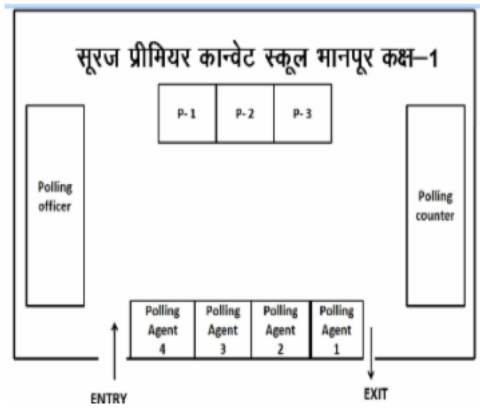 सूरज प्रीमियर कान्वेट स्कूल मानपूर कक्ष–1
P- 1 P- 2 P- 3
Polling
officer
Polling
counter
Polling
Agent
4
Polling
Agent
3
Polling
Agent
2
Polling
Agent
1
ENTRY
EXIT